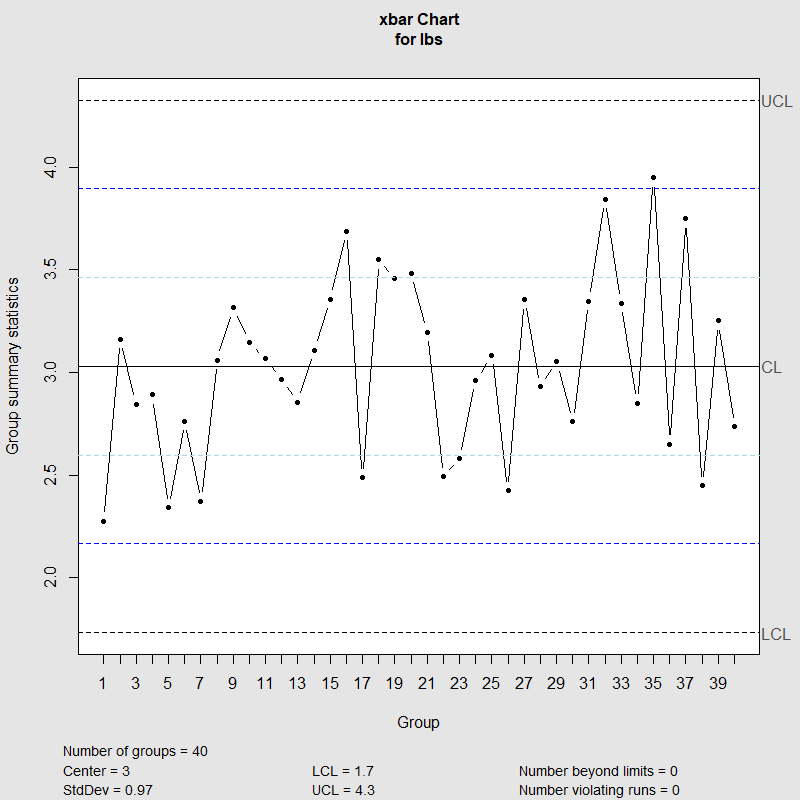 xbar Chart
for lbs
UCL
4.0
3.5
3.0
CL
2.5
2.0
LCL
Group summary statistics
1 3 5 7 9 11 13 15 17 19 21 23 25 27 29 31 33 35 37 39
Group
Number of groups = 40
Center = 3 LCL = 1.7 Number beyond limits = 0
StdDev = 0.97 UCL = 4.3 Number violating runs = 0